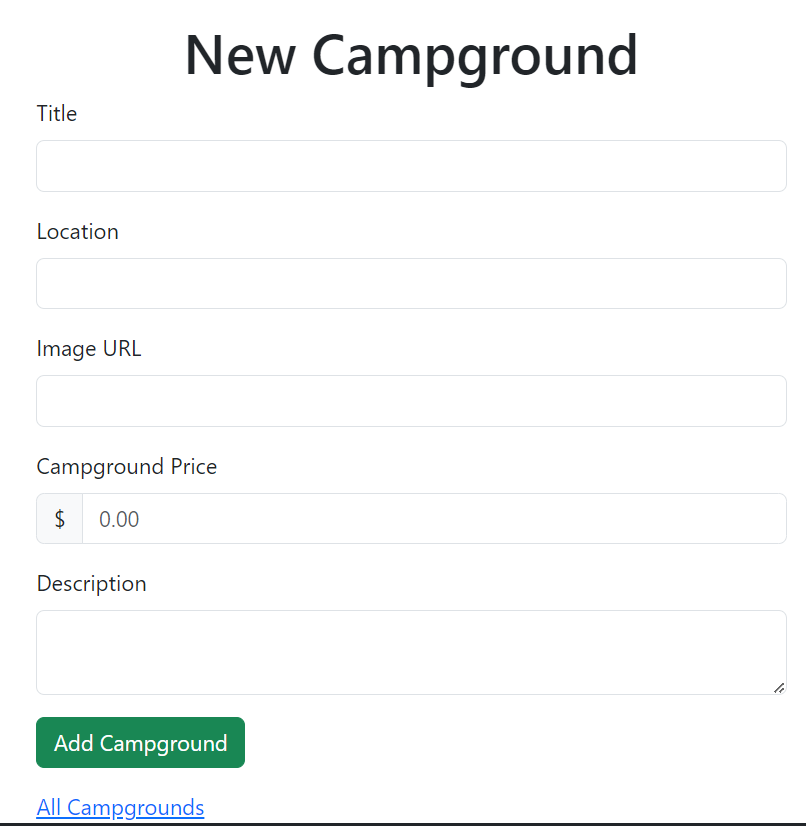 New Campground
Title
Location
Image URL
Campground Price
$ 0.00
Description
Add Campground
All Campgrounds